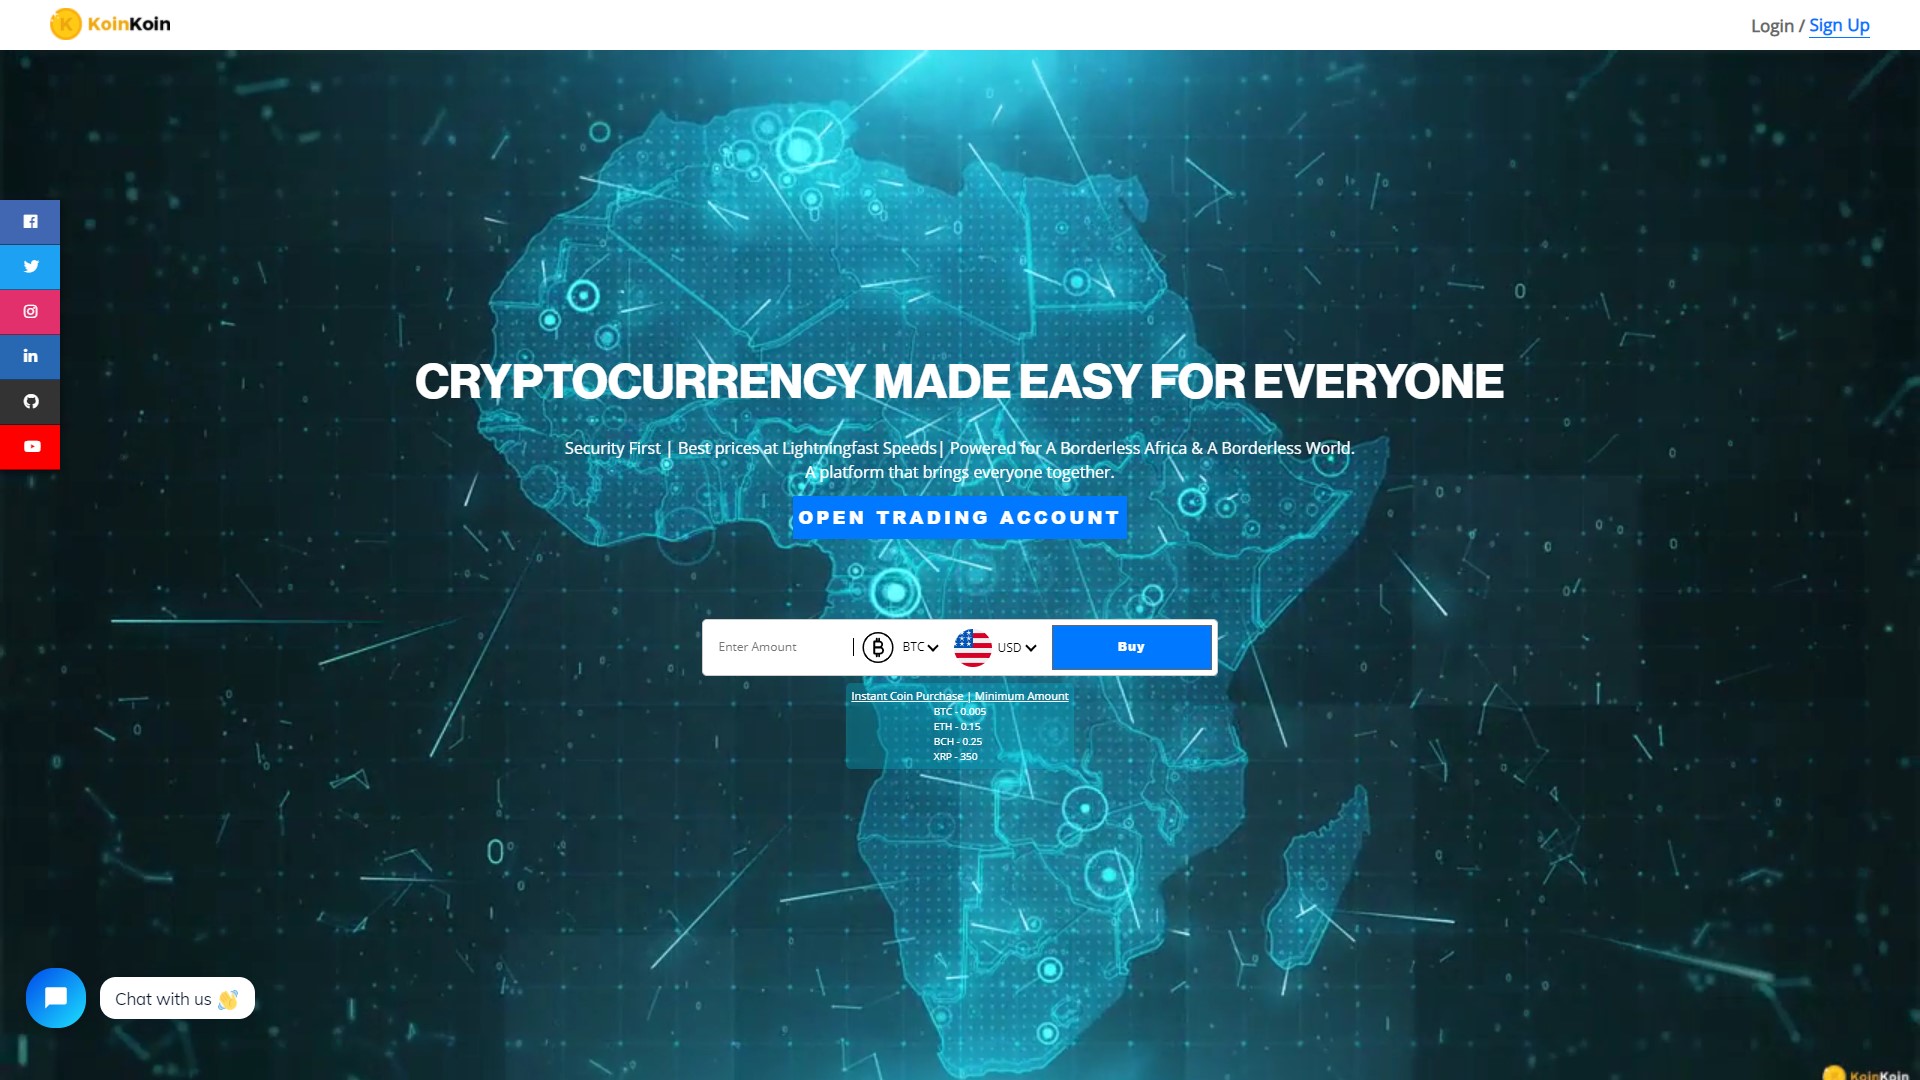 KoinKoin
Login / Sign Up
CRYPTOCURRENCY MADE EASY FOR EVERYONE
Security First | Best prices at Lightningfast Speeds| Powered for A Borderless Africa & A Borderless World.
A platform that brings everyone together.
OPEN TRADING ACCOUNT
Enter Amount
BTC
USD
Buy
Instant Coin Purchase | Minimum Amount
BTC - 0.005
ETH - 0.15
BCH - 0.25
XRP - 350
Chat with us 👋
KoinKoin